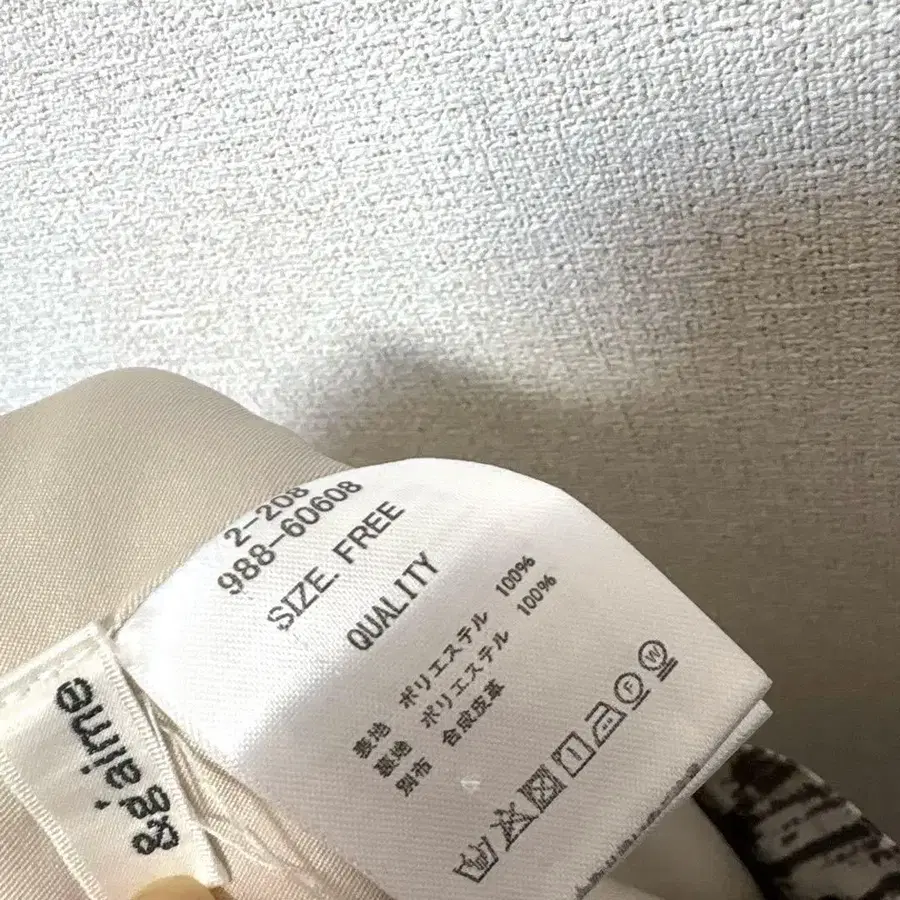 2-208
988-60608
SIZE. FREE
QUALITY
表地 ポリエステル 100%
裏地 ポリエステル 100%
別布 合成皮革
F
W